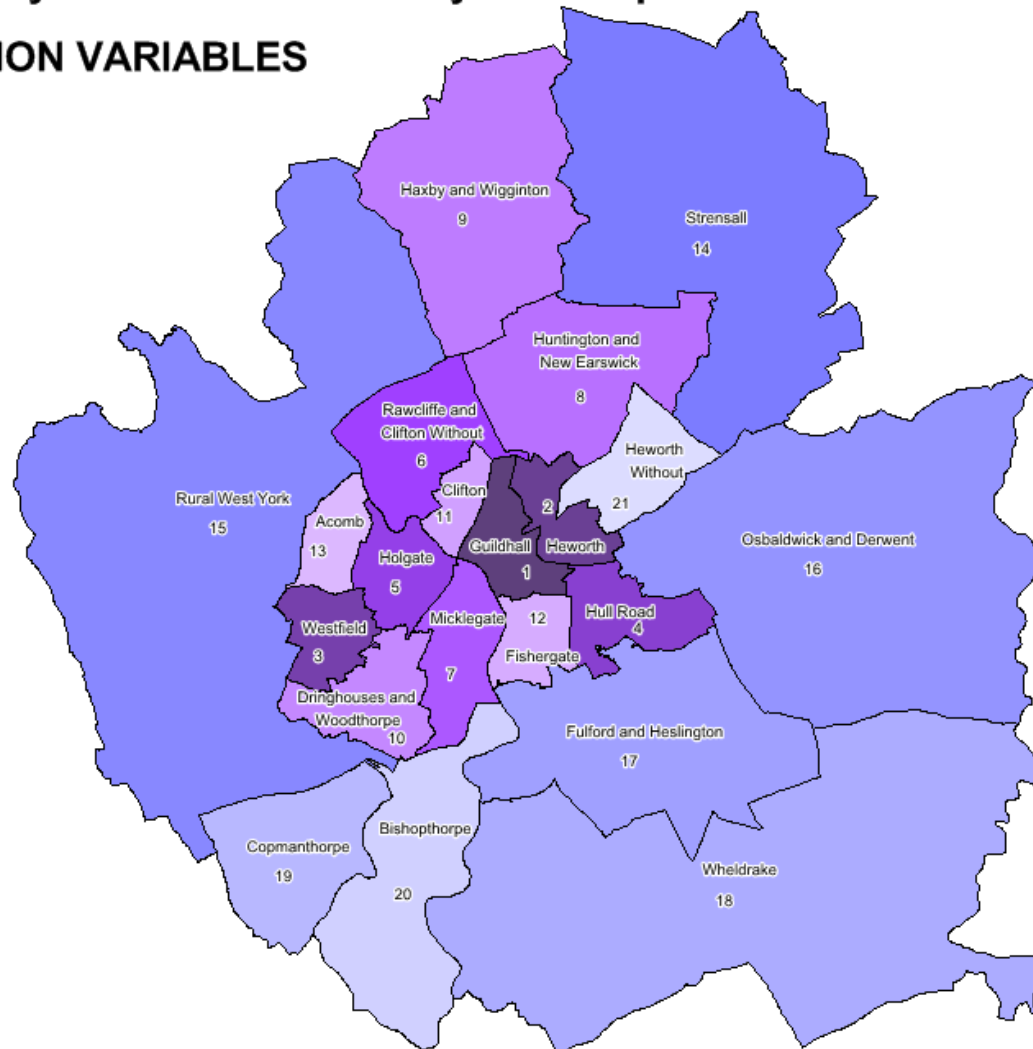 ION VARIABLES
Haxby and Wigginton
9
Strensall
14
Huntington and
New Earswick
8
Rawcliffe and
Clifton Without
6
Heworth
Without
21
Clifton
11
Rural West York
15
Acomb
13
2
Heworth
Guildhall
1
Osbaldwick and Derwent
16
Holgate
5
Westfield
3
Micklegate
7
12
Fishergate
Hull Road
4
Dringhouses and
Woodthorpe
10
Fulford and Heslington
17
Bishopthorpe
20
Copmanthorpe
19
Wheldrake
18